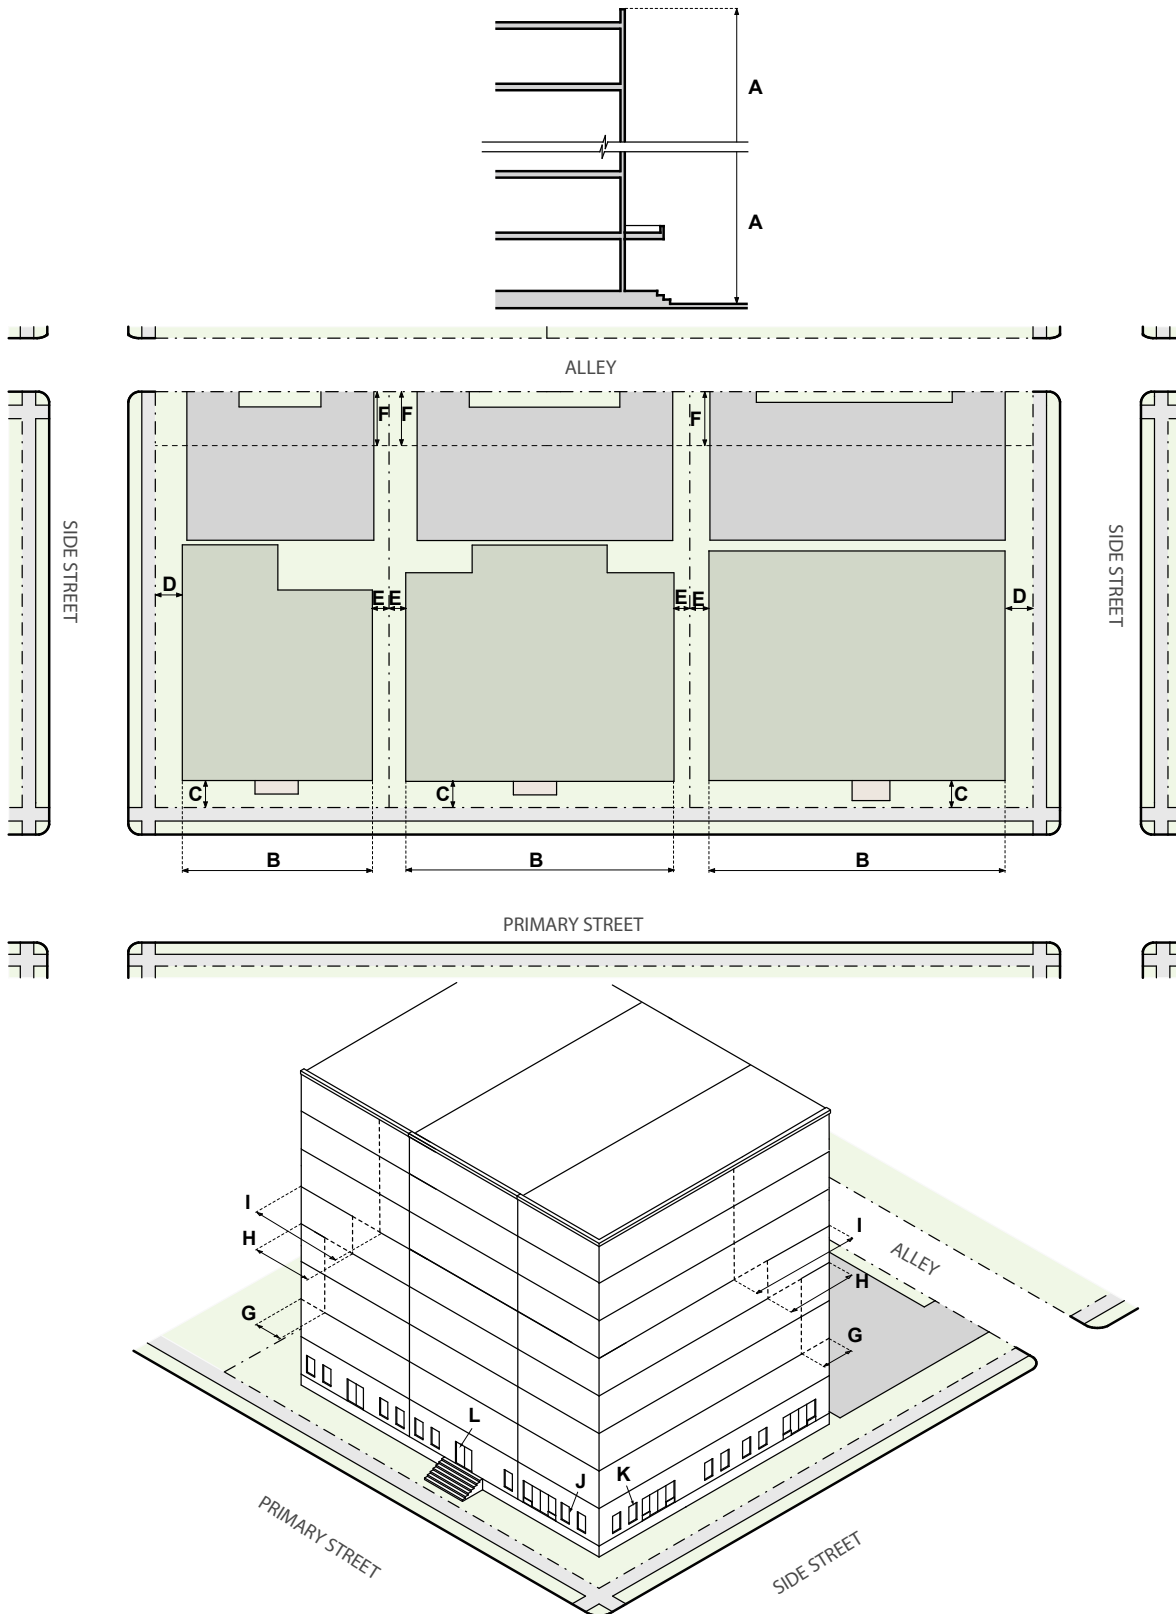 A
A
ALLEY
F F F
SIDE STREET
SIDE STREET
D E E E E D
C C C
B B B
PRIMARY STREET
I I
H ALLEY
H
G G
L
J K
PRIMARY STREET
SIDE STREET